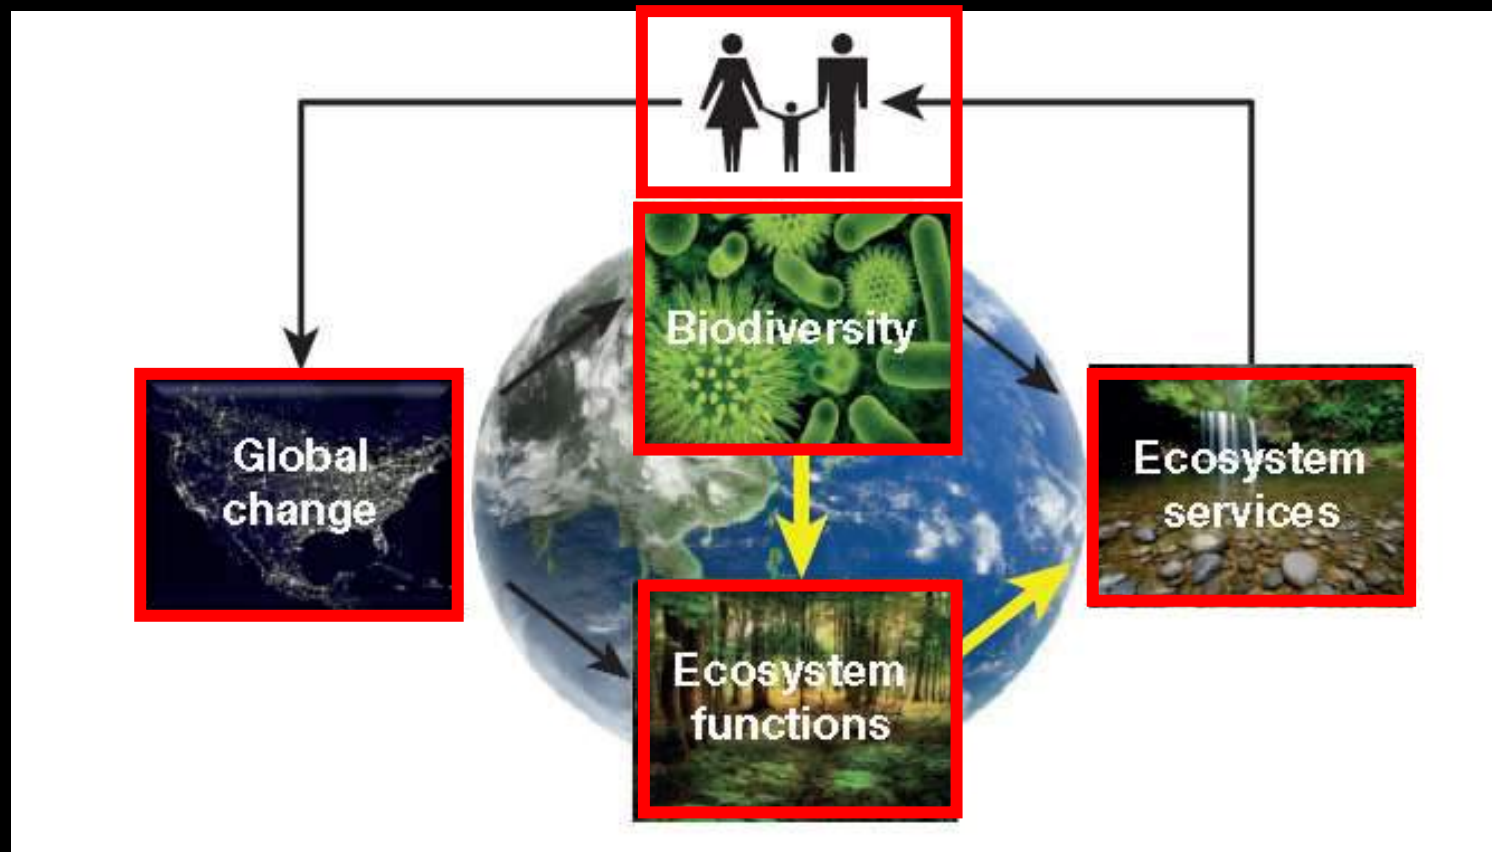 Biodiversity
Global
change
Ecosystem
services
Ecosystem
functions